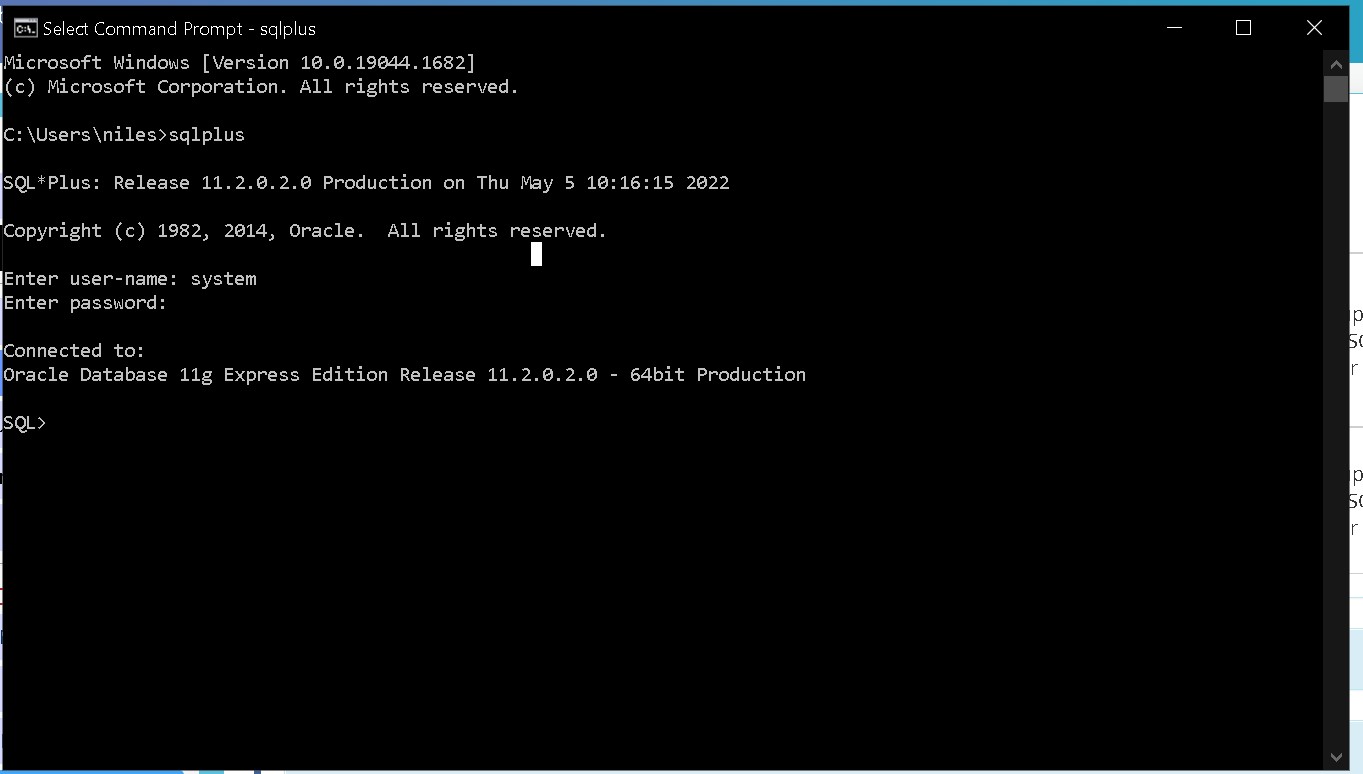 Select Command Prompt - sqlplus
Microsoft Windows [Version 10.0.19044.1682]
(c) Microsoft Corporation. All rights reserved.
C:\Users\niles>sqlplus
SQL*Plus: Release 11.2.0.2.0 Production on Thu May 5 10:16:15 2022
Copyright (c) 1982, 2014, Oracle.  All rights reserved.
Enter user-name: system
Enter password:
Connected to:
Oracle Database 11g Express Edition Release 11.2.0.2.0 - 64bit Production
SQL>